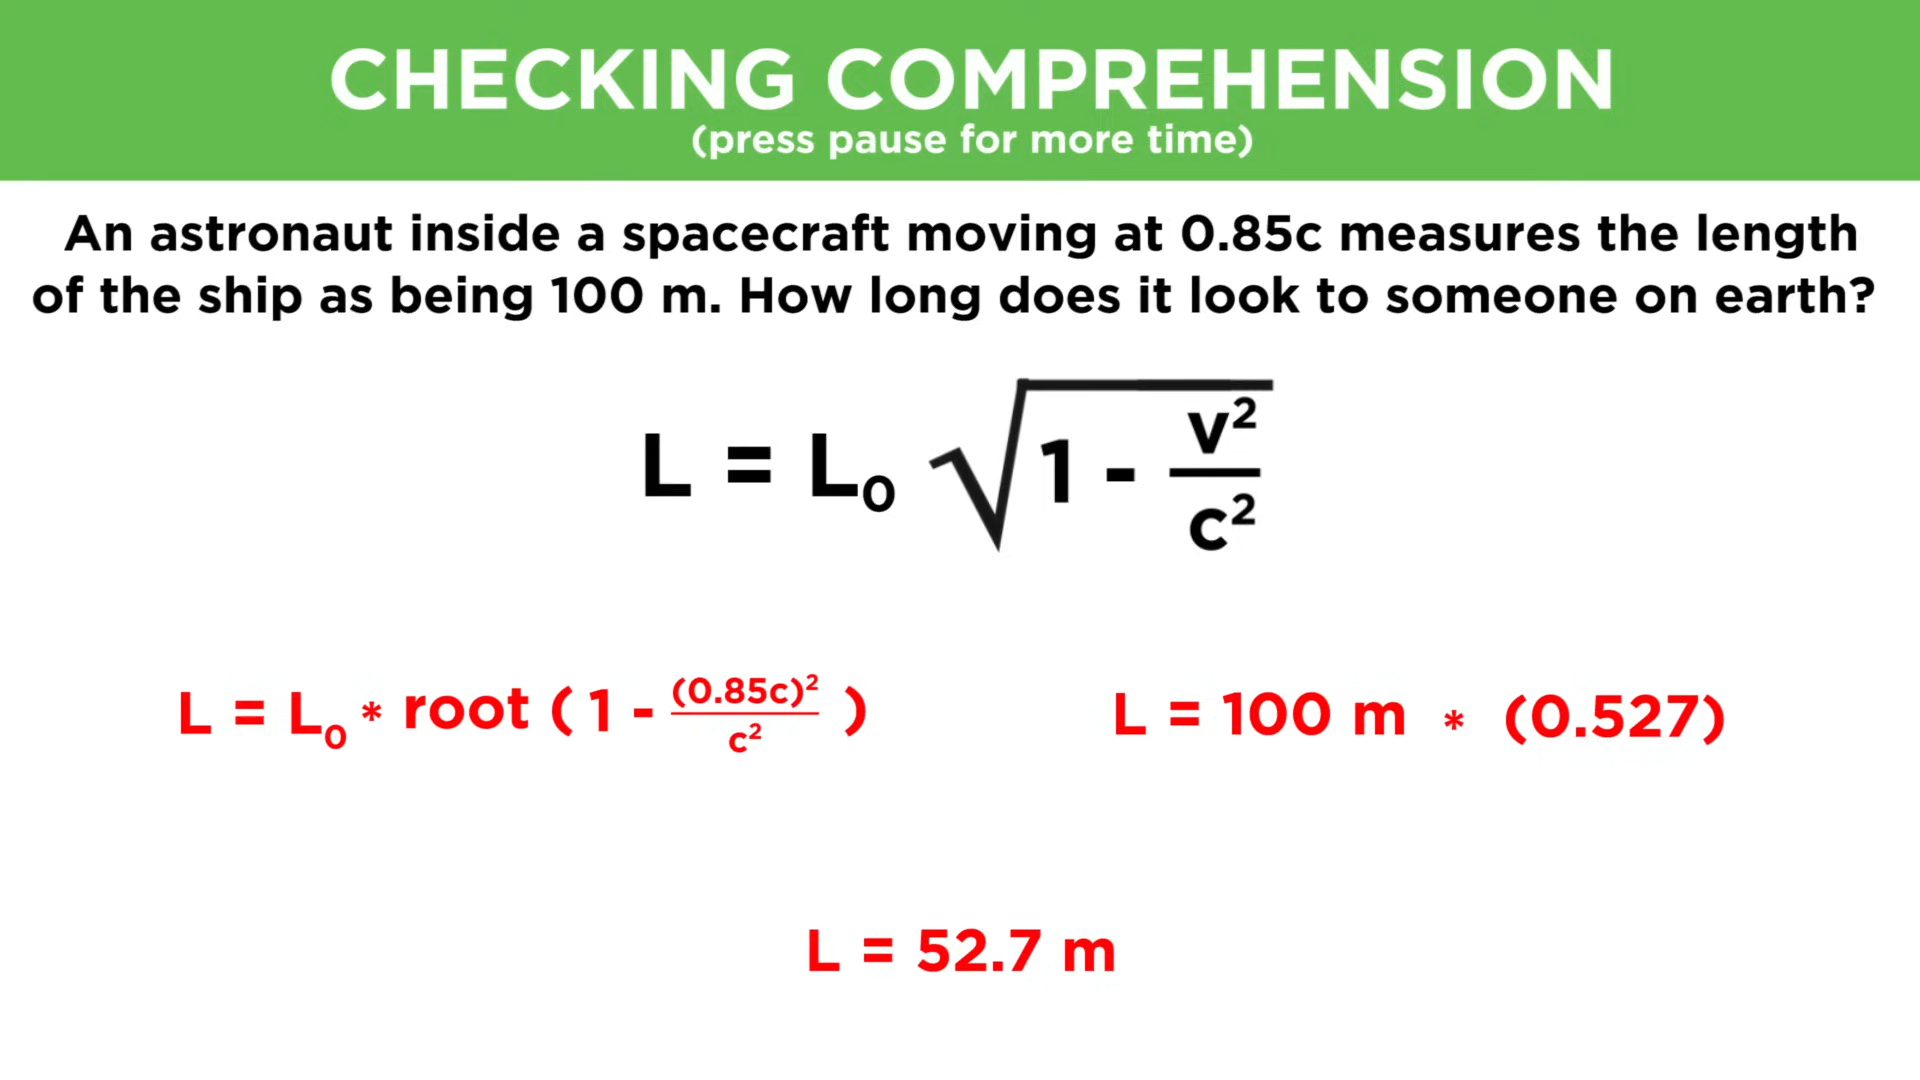 CHECKING COMPREHENSION
(press pause for more time)
An astronaut inside a spacecraft moving at 0.85c measures the length
of the ship as being 100 m. How long does it look to someone on earth?
L = L₀ √(1 - v²/c²)
L = L₀ * root ( 1 - (0.85c)²/c² )
L = 100 m * (0.527)
L = 52.7 m